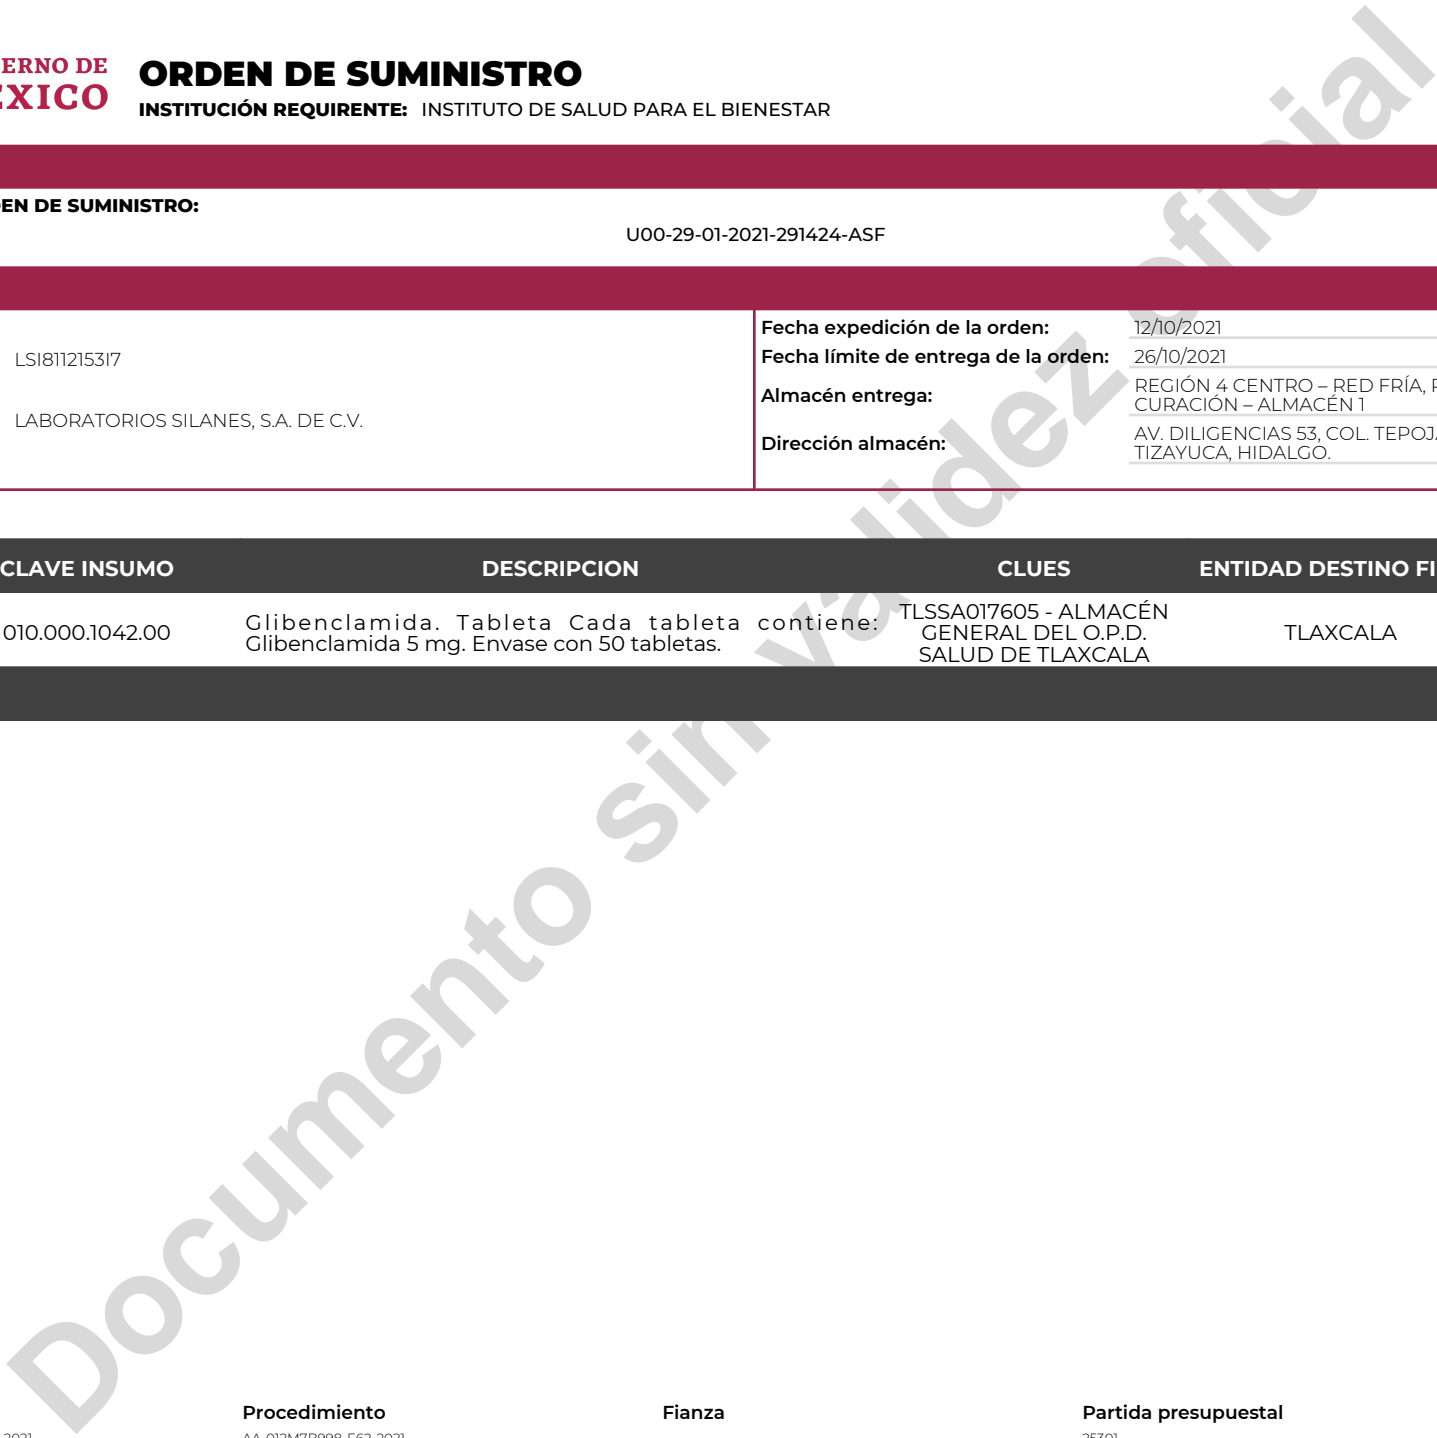 ORDEN DE SUMINISTRO
INSTITUCIÓN REQUIRENTE: INSTITUTO DE SALUD PARA EL BIENESTAR
ERNO DE
XICO
EN DE SUMINISTRO:
U00-29-01-2021-291424-ASF
LSI8112153I7
LABORATORIOS SILANES, S.A. DE C.V.
Fecha expedición de la orden: 12/10/2021
Fecha límite de entrega de la orden: 26/10/2021
Almacén entrega: REGIÓN 4 CENTRO – RED FRÍA,
CURACIÓN – ALMACÉN 1
Dirección almacén: AV. DILIGENCIAS 53, COL. TEPOJ
TIZAYUCA, HIDALGO.
CLAVE INSUMO DESCRIPCION CLUES ENTIDAD DESTINO FI
010.000.1042.00 Glibenclamida. Tableta Cada tableta contiene:
Glibenclamida 5 mg. Envase con 50 tabletas.
TLSSA017605 - ALMACÉN
GENERAL DEL O.P.D.
SALUD DE TLAXCALA
TLAXCALA
Documento sin validez oficial
Procedimiento Fianza Partida presupuestal